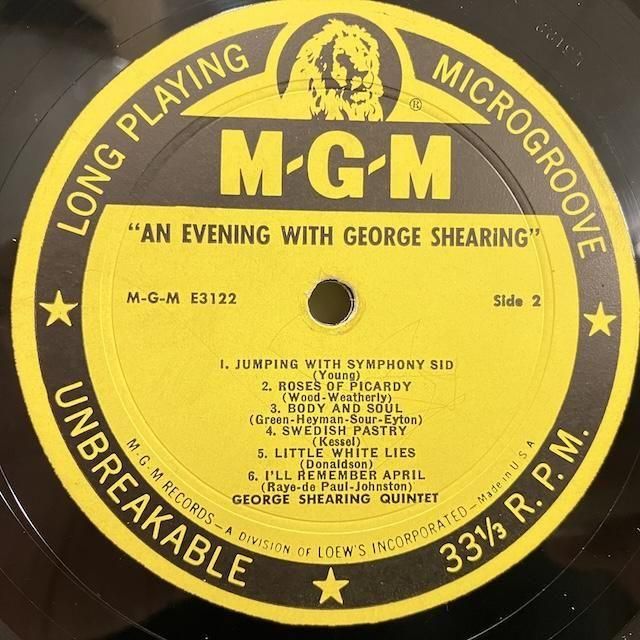 LONG PLAYING
MICROGROOVE
®
M-G-M
"AN EVENING WITH GEORGE SHEARING"
M-G-M E3122
Side 2
1. JUMPING WITH SYMPHONY SID
(Young)
2. ROSES OF PICARDY
(Wood-Weatherly)
3. BODY AND SOUL
(Green-Heyman-Sour-Eyton)
4. SWEDISH PASTRY
(Kessel)
5. LITTLE WHITE LIES
(Donaldson)
6. I'LL REMEMBER APRIL
(Raye-de Paul-Johnston)
GEORGE SHEARING QUINTET
M-G-M RECORDS—A DIVISION OF LOEW'S INCORPORATED—Made in U S A
UNBREAKABLE
33⅓ R. P. M.